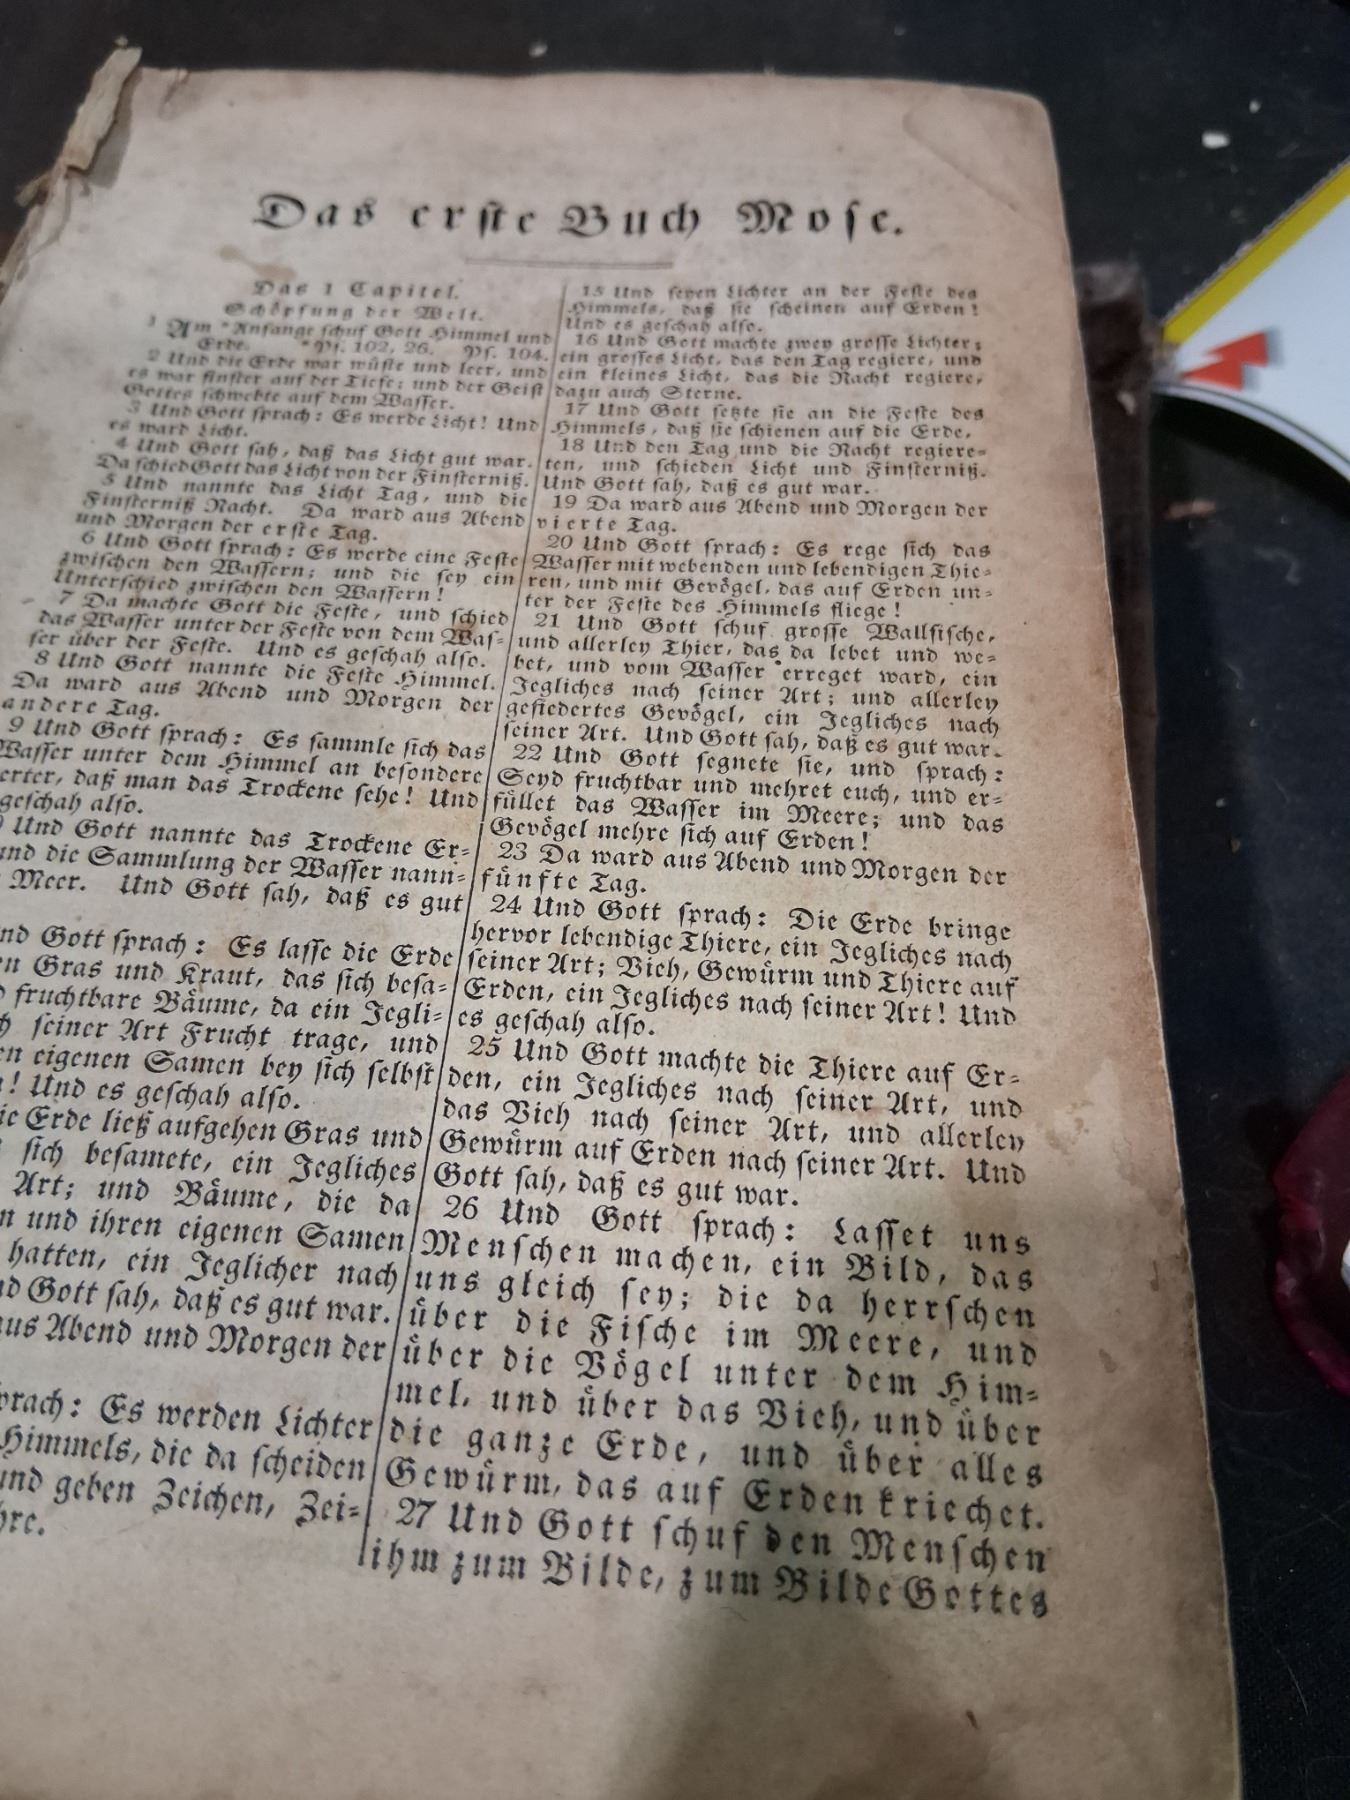 Das erste Buch Mose.
Das 1 Capitel.
Schöpfung der Welt.
1 Am *Anfange schuf Gott Himmel und
Erde. *Ps. 102, 26. Ps. 104.
2 Und die Erde war wüste und leer, und
es war finster auf der Tiefe; und der Geist
Gottes schwebte auf dem Wasser.
3 Und Gott sprach: Es werde Licht! Und
es ward Licht.
4 Und Gott sah, daß das Licht gut war.
Da schied Gott das Licht von der Finsterniß.
5 Und nannte das Licht Tag, und die
Finsterniß Nacht. Da ward aus Abend
und Morgen der erste Tag.
6 Und Gott sprach: Es werde eine Feste
zwischen den Wassern; und die sey ein
Unterschied zwischen den Wassern!
7 Da machte Gott die Feste, und schied
das Wasser unter der Feste von dem Was-
ser über der Feste. Und es geschah also.
8 Und Gott nannte die Feste Himmel.
Da ward aus Abend und Morgen der
andere Tag.
9 Und Gott sprach: Es sammle sich das
Wasser unter dem Himmel an besondere
erter, daß man das Trockene sehe! Und
geschah also.
Und Gott nannte das Trockene Er-
und die Sammlung der Wasser nann-
Meer. Und Gott sah, daß es gut
nd Gott sprach: Es lasse die Erde
en Gras und Kraut, das sich besa-
fruchtbare Bäume, da ein Jegli-
ch seiner Art Frucht trage, und
en eigenen Samen bey sich selbst
! Und es geschah also.
ie Erde ließ aufgehen Gras und
sich besamete, ein Jegliches
Art; und Bäume, die da
n und ihren eigenen Samen
hatten, ein Jeglicher nach
nd Gott sah, daß es gut war.
aus Abend und Morgen der
prach: Es werden Lichter
Himmels, die da scheiden
und geben Zeichen, Zei-
hre.
15 Und seyen Lichter an der Feste des
Himmels, daß sie scheinen auf Erden!
Und es geschah also.
16 Und Gott machte zwey grosse Lichter;
ein grosses Licht, das den Tag regiere, und
ein kleines Licht, das die Nacht regiere,
dazu auch Sterne.
17 Und Gott setzte sie an die Feste des
Himmels, daß sie schienen auf die Erde,
18 Und den Tag und die Nacht regiere-
ten, und schieden Licht und Finsterniß.
Und Gott sah, daß es gut war.
19 Da ward aus Abend und Morgen der
vierte Tag.
20 Und Gott sprach: Es rege sich das
Wasser mit webenden und lebendigen Thie-
ren, und mit Gevögel, das auf Erden un-
ter der Feste des Himmels fliege!
21 Und Gott schuf grosse Wallfische,
und allerley Thier, das da lebet und we-
bet, und vom Wasser erreget ward, ein
Jegliches nach seiner Art; und allerley
gefiedertes Gevögel, ein Jegliches nach
seiner Art. Und Gott sah, daß es gut war.
22 Und Gott segnete sie, und sprach:
Seyd fruchtbar und mehret euch, und er-
füllet das Wasser im Meere; und das
Gevögel mehre sich auf Erden!
23 Da ward aus Abend und Morgen der
fünfte Tag.
24 Und Gott sprach: Die Erde bringe
hervor lebendige Thiere, ein Jegliches nach
seiner Art; Vieh, Gewürm und Thiere auf
Erden, ein Jegliches nach seiner Art! Und
es geschah also.
25 Und Gott machte die Thiere auf Er-
den, ein Jegliches nach seiner Art, und
das Vieh nach seiner Art, und allerley
Gewürm auf Erden nach seiner Art. Und
Gott sah, daß es gut war.
26 Und Gott sprach: Lasset uns
Menschen machen, ein Bild, das
uns gleich sey; die da herrschen
über die Fische im Meere, und
über die Vögel unter dem Him-
mel, und über das Vieh, und über
die ganze Erde, und über alles
Gewürm, das auf Erden kriechet.
27 Und Gott schuf den Menschen
ihm zum Bilde, zum Bilde Gottes